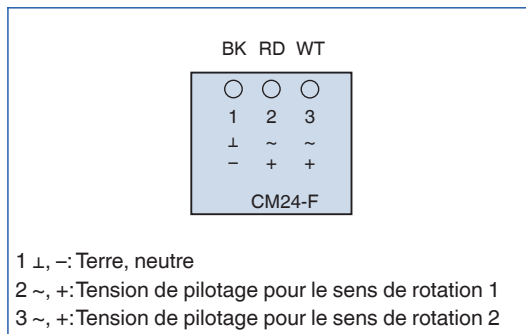 BK RD WT
1 2 3
⊥ ~ ~
– + +
CM24-F
1 ⊥, –: Terre, neutre
2 ~, +:Tension de pilotage pour le sens de rotation 1
3 ~, +:Tension de pilotage pour le sens de rotation 2